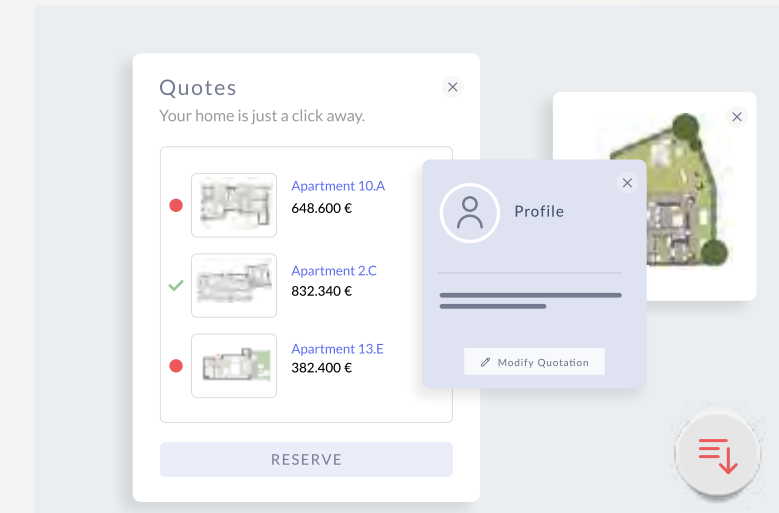 Quotes
Your home is just a click away.
Apartment 10.A
648.600 €
Apartment 2.C
832.340 €
Apartment 13.E
382.400 €
RESERVE
Profile
Modify Quotation